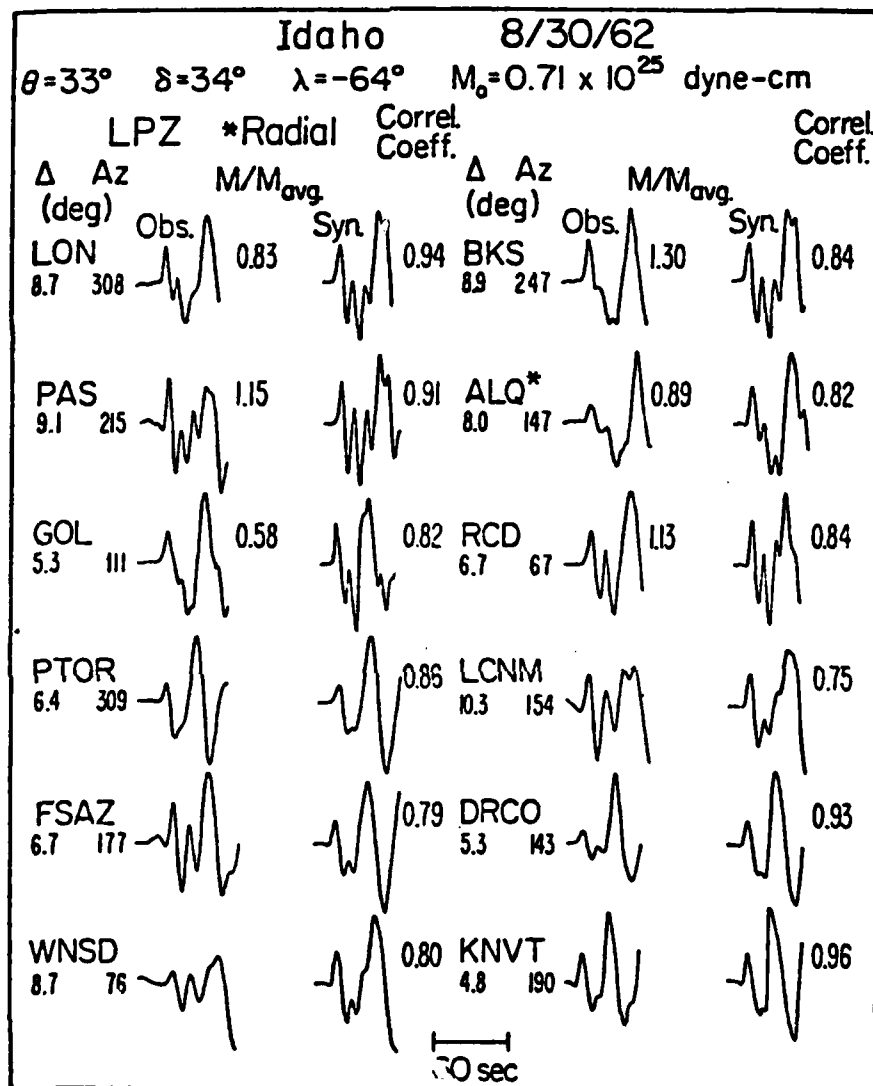 Idaho 8/30/62
θ=33° δ=34° λ=-64° Mo=0.71 x 10^25 dyne-cm
LPZ *Radial Correl. Coeff. Correl. Coeff.
Δ Az (deg) M/Mavg. Δ Az (deg) M/Mavg.
Obs. Syn. Obs. Syn.
LON 0.83 0.94 BKS 1.30 0.84
8.7 308 8.9 247
PAS 1.15 0.91 ALQ* 0.89 0.82
9.1 215 8.0 147
GOL 0.58 0.82 RCD 1.13 0.84
5.3 111 6.7 67
PTOR 0.86 LCNM 0.75
6.4 309 10.3 154
FSAZ 0.79 DRCO 0.93
6.7 177 5.3 143
WNSD 0.80 KNVT 0.96
8.7 76 4.8 190
sec